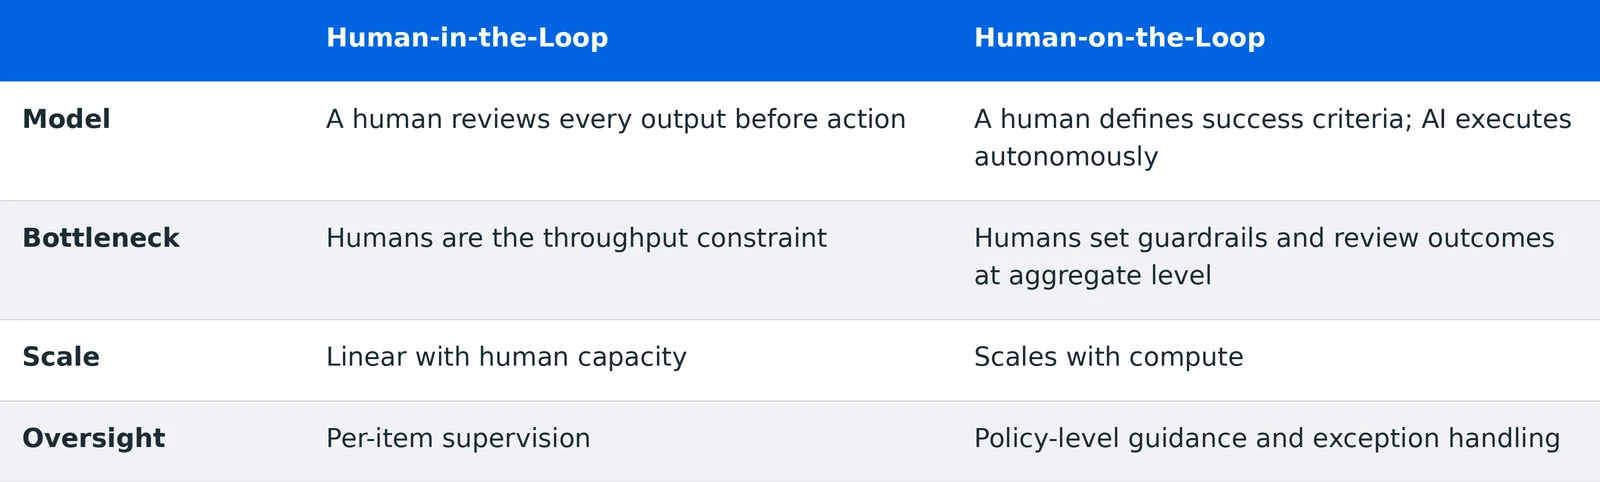 Human-in-the-Loop Human-on-the-Loop
Model A human reviews every output before action A human defines success criteria; AI executes
autonomously
Bottleneck Humans are the throughput constraint Humans set guardrails and review outcomes
at aggregate level
Scale Linear with human capacity Scales with compute
Oversight Per-item supervision Policy-level guidance and exception handling